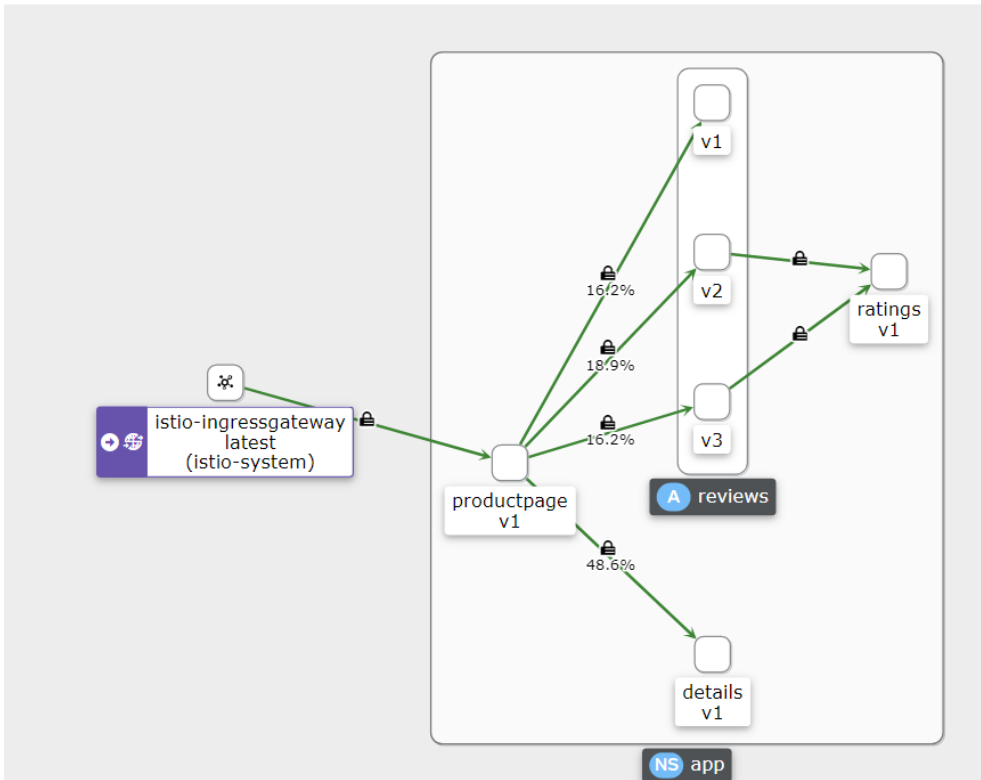 v1
16.2%
v2
ratings
v1
18.9%
istio-ingressgateway
latest
(istio-system)
16.2%
v3
productpage
v1
A reviews
48.6%
details
v1
NS app